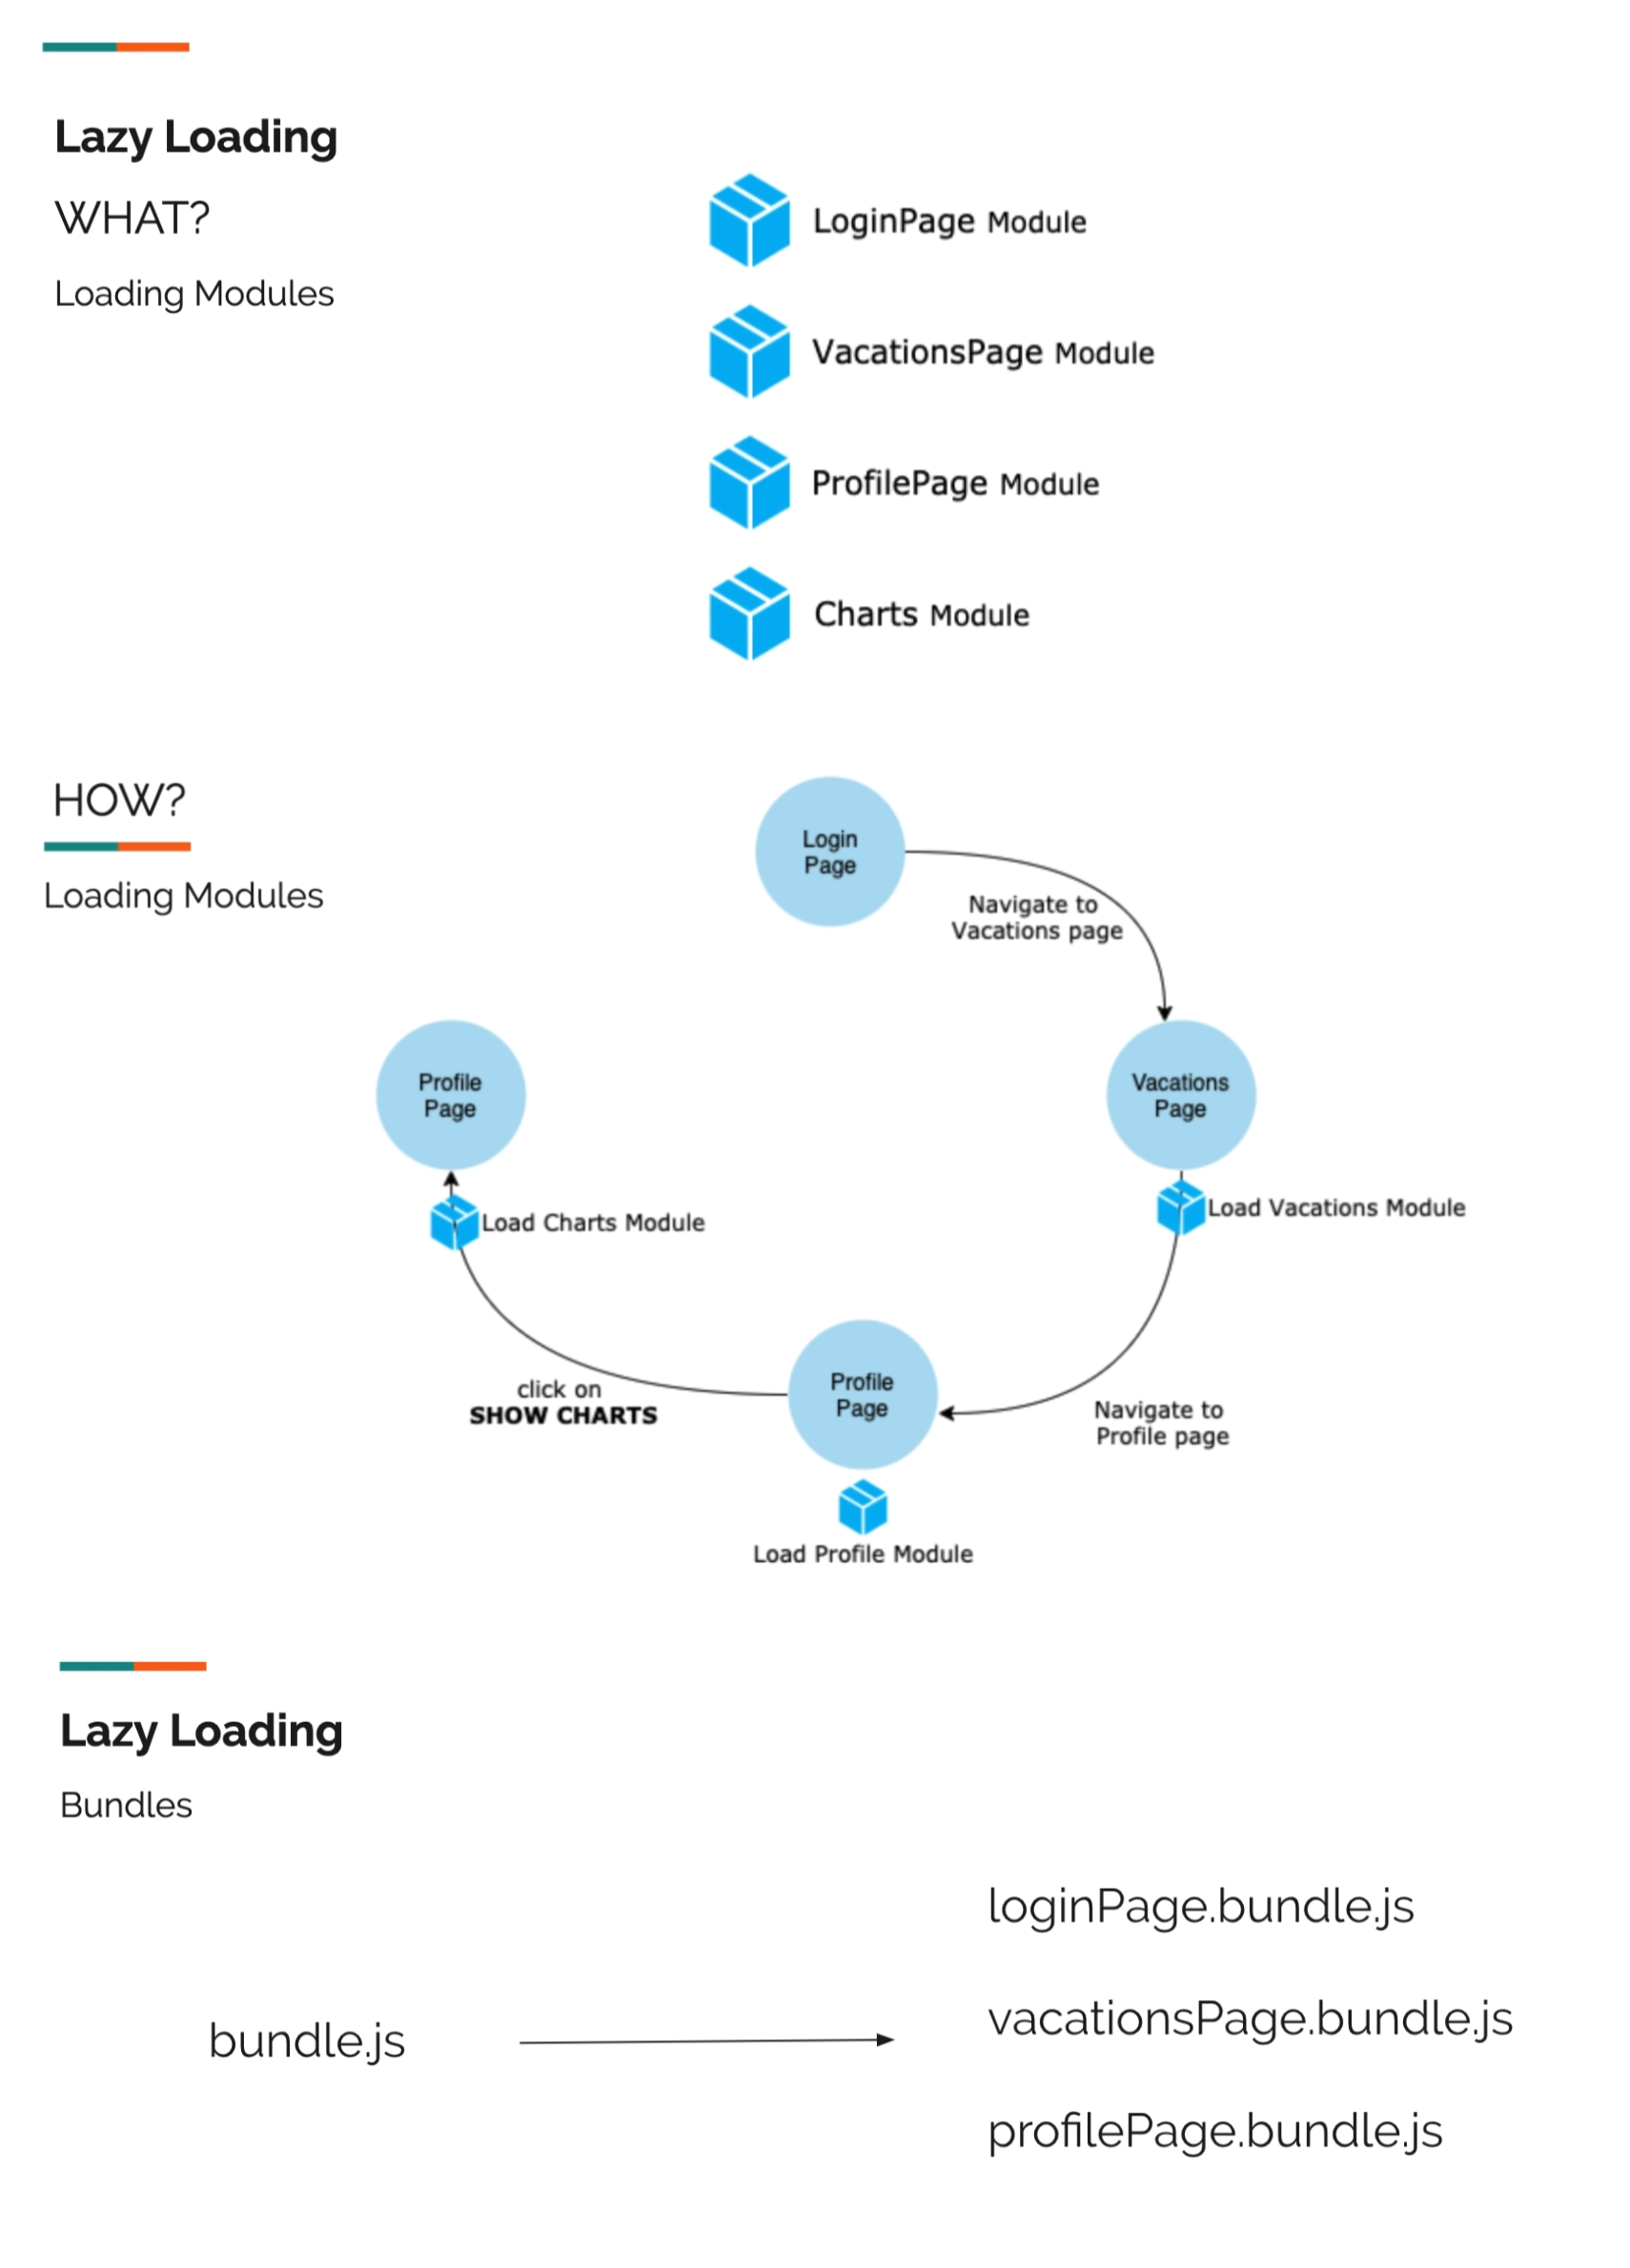 Lazy Loading
WHAT?
Loading Modules
LoginPage Module
VacationsPage Module
ProfilePage Module
Charts Module
HOW?
Loading Modules
Login
Page
Navigate to
Vacations page
Profile
Page
Vacations
Page
Load Charts Module
Load Vacations Module
click on
SHOW CHARTS
Profile
Page
Navigate to
Profile page
Load Profile Module
Lazy Loading
Bundles
bundle.js
loginPage.bundle.js
vacationsPage.bundle.js
profilePage.bundle.js